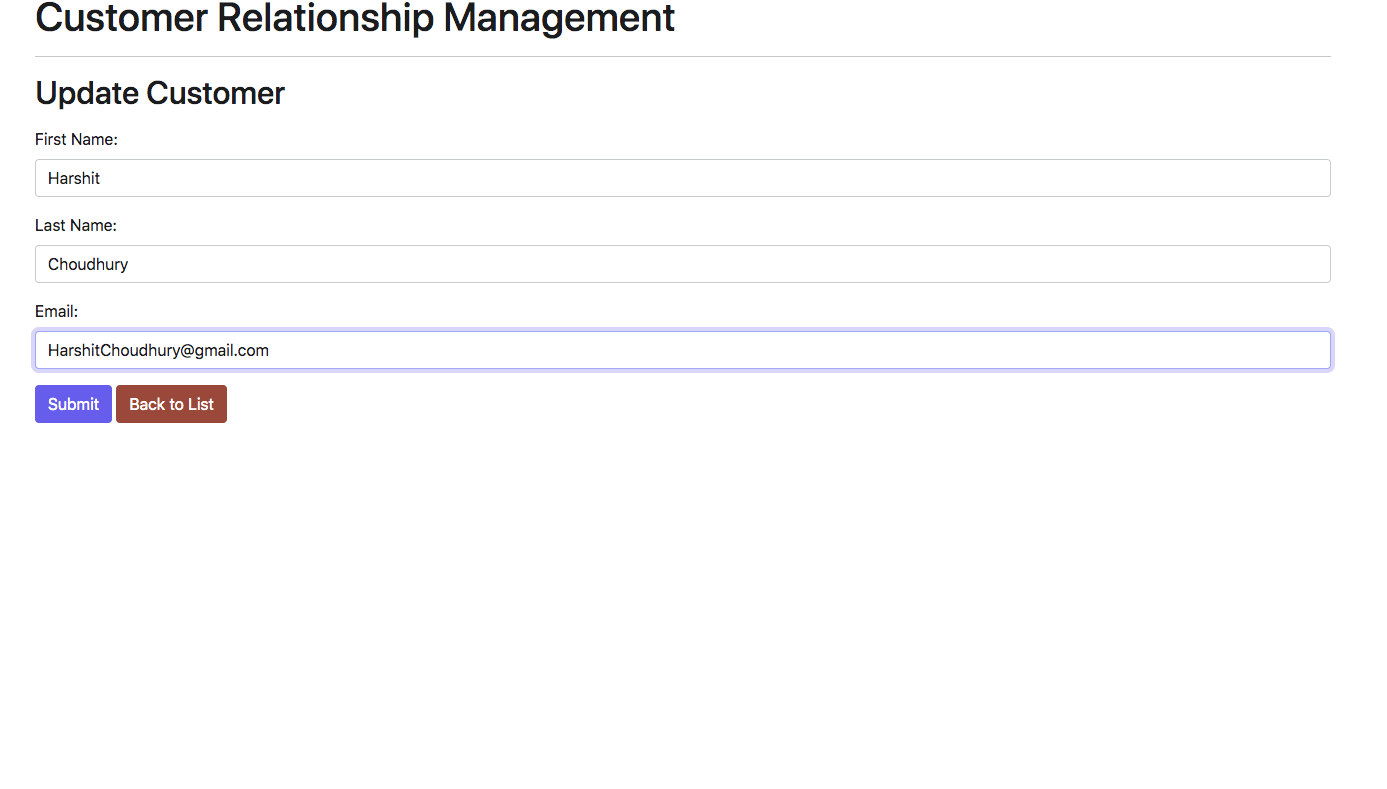 Customer Relationship Management
Update Customer
First Name:
Harshit
Last Name:
Choudhury
Email:
HarshitChoudhury@gmail.com
Submit Back to List